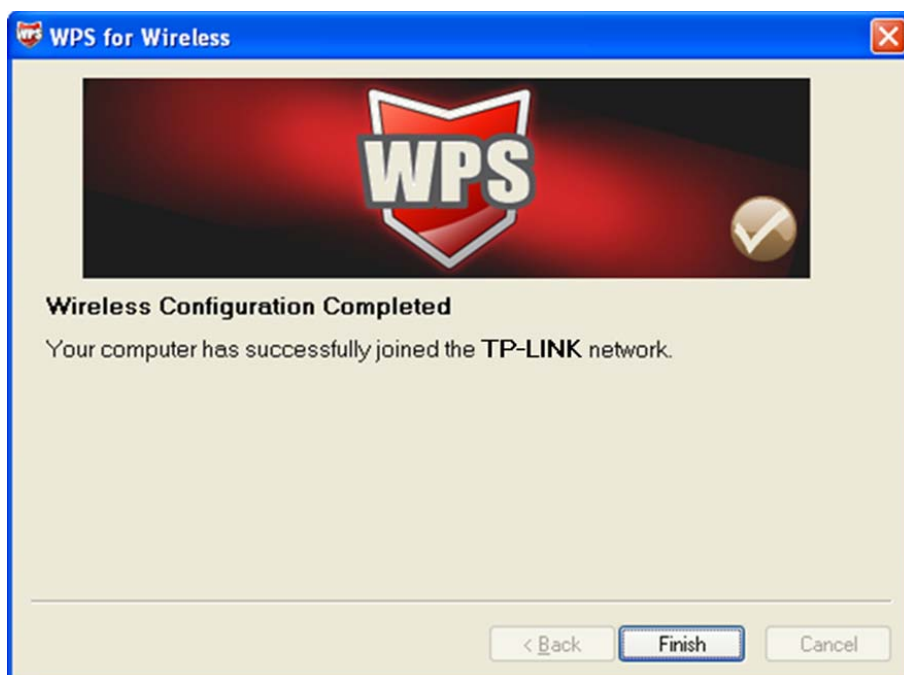 WPS for Wireless
WPS
Wireless Configuration Completed
Your computer has successfully joined the TP-LINK network.
< Back Finish Cancel